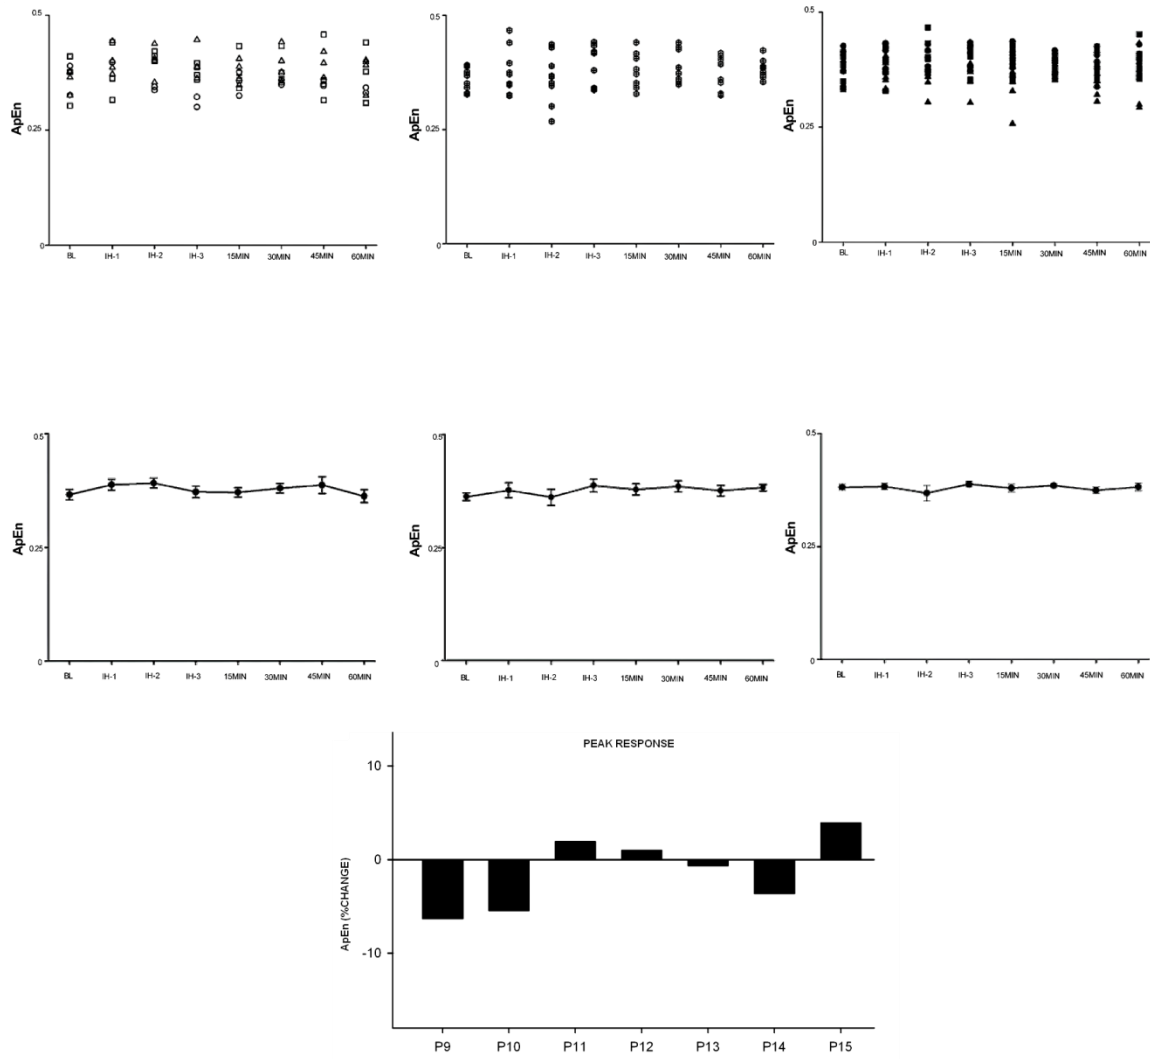 0.5
0.5
0.5
ApEn
ApEn
ApEn
0.25
0.25
0.25
0
0
0
BL IH-1 IH-2 IH-3 15MIN 30MIN 45MIN 60MIN
BL IH-1 IH-2 IH-3 15MIN 30MIN 45MIN 60MIN
BL IH-1 IH-2 IH-3 15MIN 30MIN 45MIN 60MIN
0.5
0.5
0.5
ApEn
ApEn
ApEn
0.25
0.25
0.25
0
0
0
BL IH-1 IH-2 IH-3 15MIN 30MIN 45MIN 60MIN
BL IH-1 IH-2 IH-3 15MIN 30MIN 45MIN 60MIN
BL IH-1 IH-2 IH-3 15MIN 30MIN 45MIN 60MIN
PEAK RESPONSE
10
0
-10
ApEn (%CHANGE)
P9 P10 P11 P12 P13 P14 P15